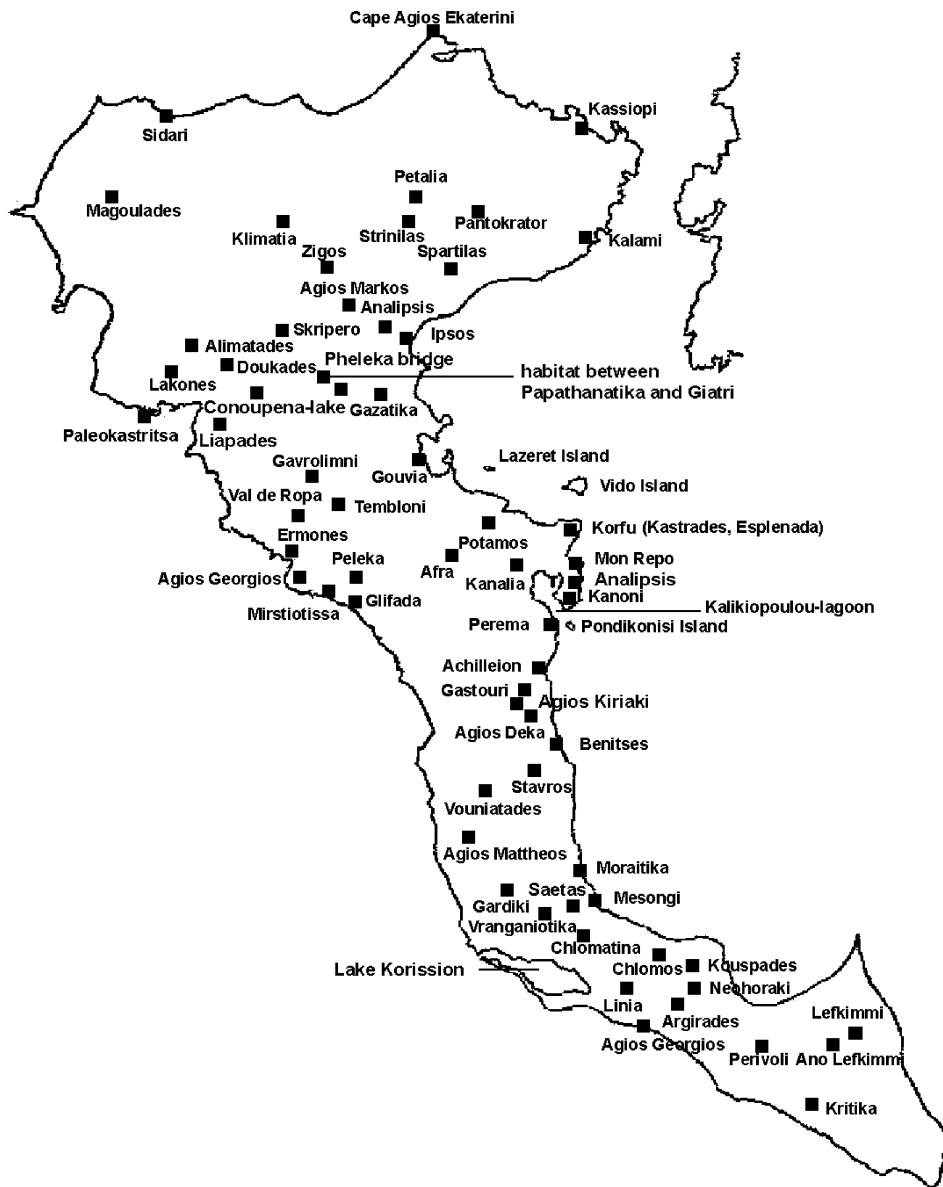 Cape Agios Ekaterini
Kassiopi
Sidari
Petalia
Magoulades
Pantokrator
Klimatia
Strinilas
Kalami
Zigos
Spartilas
Agios Markos
Analipsis
Skripero
Ipsos
Alimatades
Pheleka bridge
Doukades
habitat between
Papathanatika and Giatri
Lakones
Conoupena-lake
Gazatika
Paleokastritsa
Liapades
Gavrolimni
Gouvia
Lazeret Island
Vido Island
Val de Ropa
Tembloni
Korfu (Kastrades, Esplenada)
Ermones
Potamos
Peleka
Afra
Mon Repo
Agios Georgios
Kanalia
Analipsis
Kanoni
Glifada
Mirstiotissa
Kalikiopoulou-lagoon
Perema
Pondikonisi Island
Achilleion
Gastouri
Agios Kiriaki
Agios Deka
Benitses
Stavros
Vouniatades
Agios Mattheos
Moraitika
Saetas
Mesongi
Gardiki
Vranganiotika
Chlomatina
Lake Korission
Chlomos
Kouspades
Neohoraki
Linia
Argirades
Lefkimmi
Agios Georgios
Perivoli
Ano Lefkimmi
Kritika